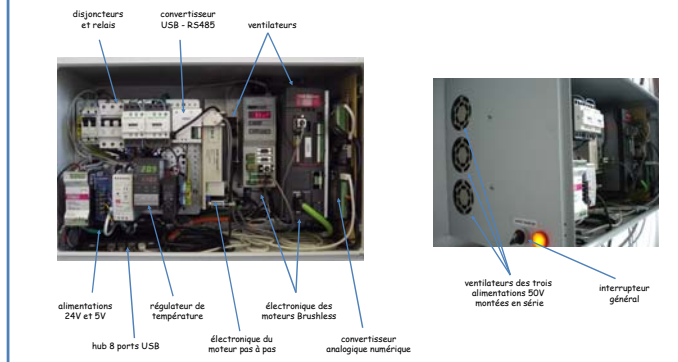 disjoncteurs
et relais
convertisseur
USB - RS485
ventilateurs
alimentations
24V et 5V
hub 8 ports USB
régulateur de
température
électronique du
moteur pas à pas
électronique des
moteurs Brushless
convertisseur
analogique numérique
ventilateurs des trois
alimentations 50V
montées en série
interrupteur
général